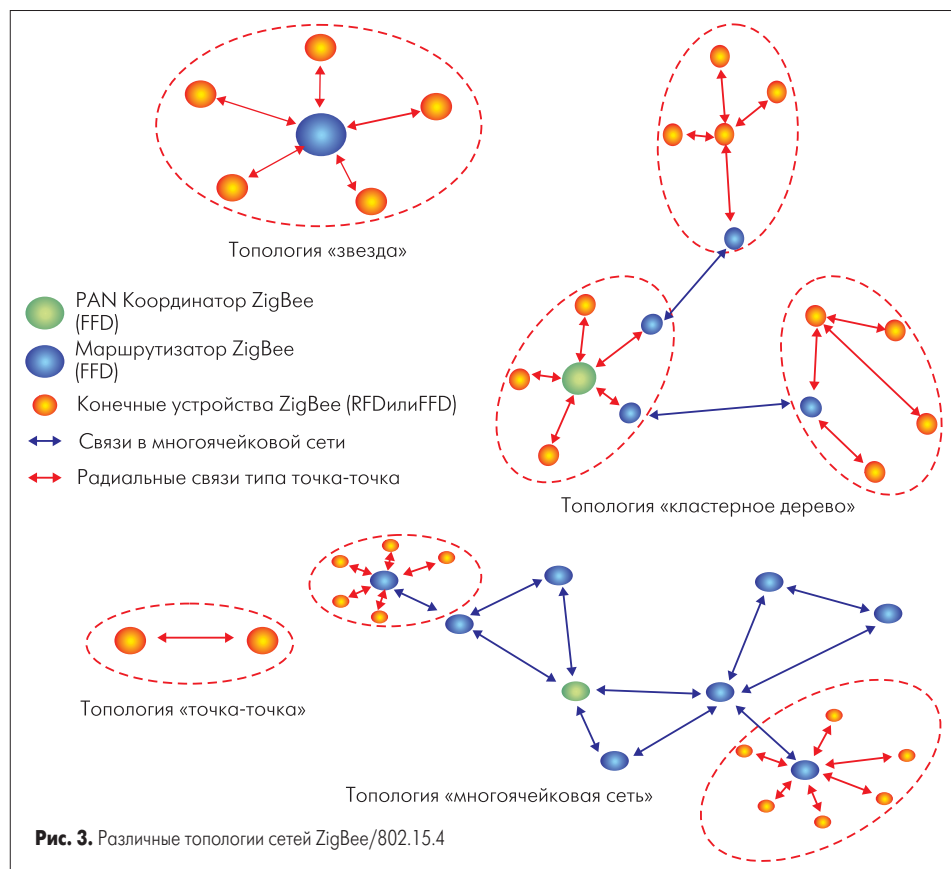 Топология «звезда»
PAN Координатор ZigBee
(FFD)
Маршрутизатор ZigBee
(FFD)
Конечные устройства ZigBee (RFDилиFFD)
Связи в многоячейковой сети
Радиальные связи типа точка-точка
Топология «кластерное дерево»
Топология «точка-точка»
Топология «многоячейковая сеть»
Рис. 3. Различные топологии сетей ZigBee/802.15.4